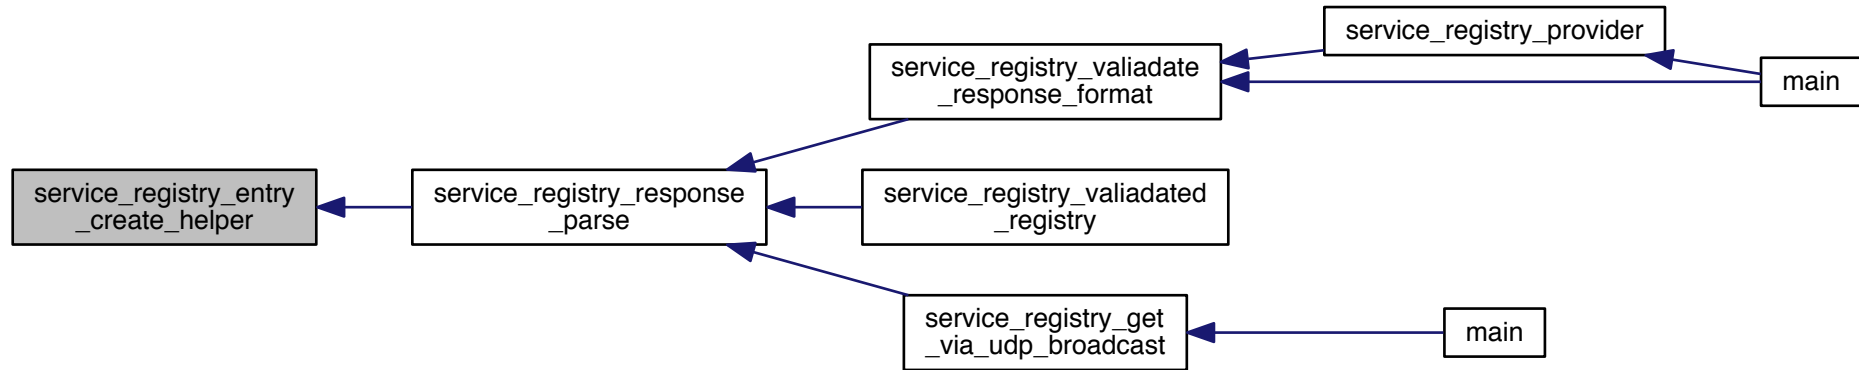 service_registry_entry
_create_helper
service_registry_response
_parse
service_registry_valiadate
_response_format
service_registry_provider
main
service_registry_valiadated
_registry
service_registry_get
_via_udp_broadcast
main